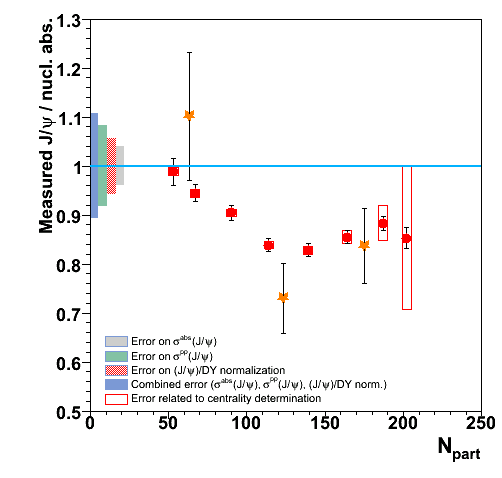 Measured J/ψ / nucl. abs.
1.3
1.2
1.1
1
0.9
0.8
0.7
0.6
0.5
Error on σ^abs(J/ψ)
Error on σ^pp(J/ψ)
Error on (J/ψ)/DY normalization
Combined error (σ^abs(J/ψ), σ^pp(J/ψ), (J/ψ)/DY norm.)
Error related to centrality determination
0 50 100 150 200 250
N_part